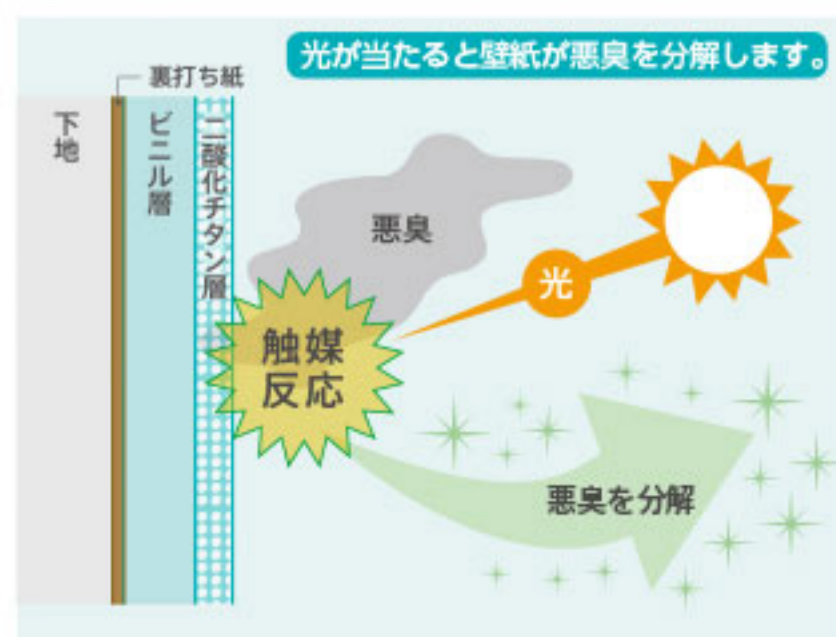 光が当たると壁紙が悪臭を分解します。
裏打ち紙
下地
ビニル層
二酸化チタン層
悪臭
光
触媒
反応
悪臭を分解